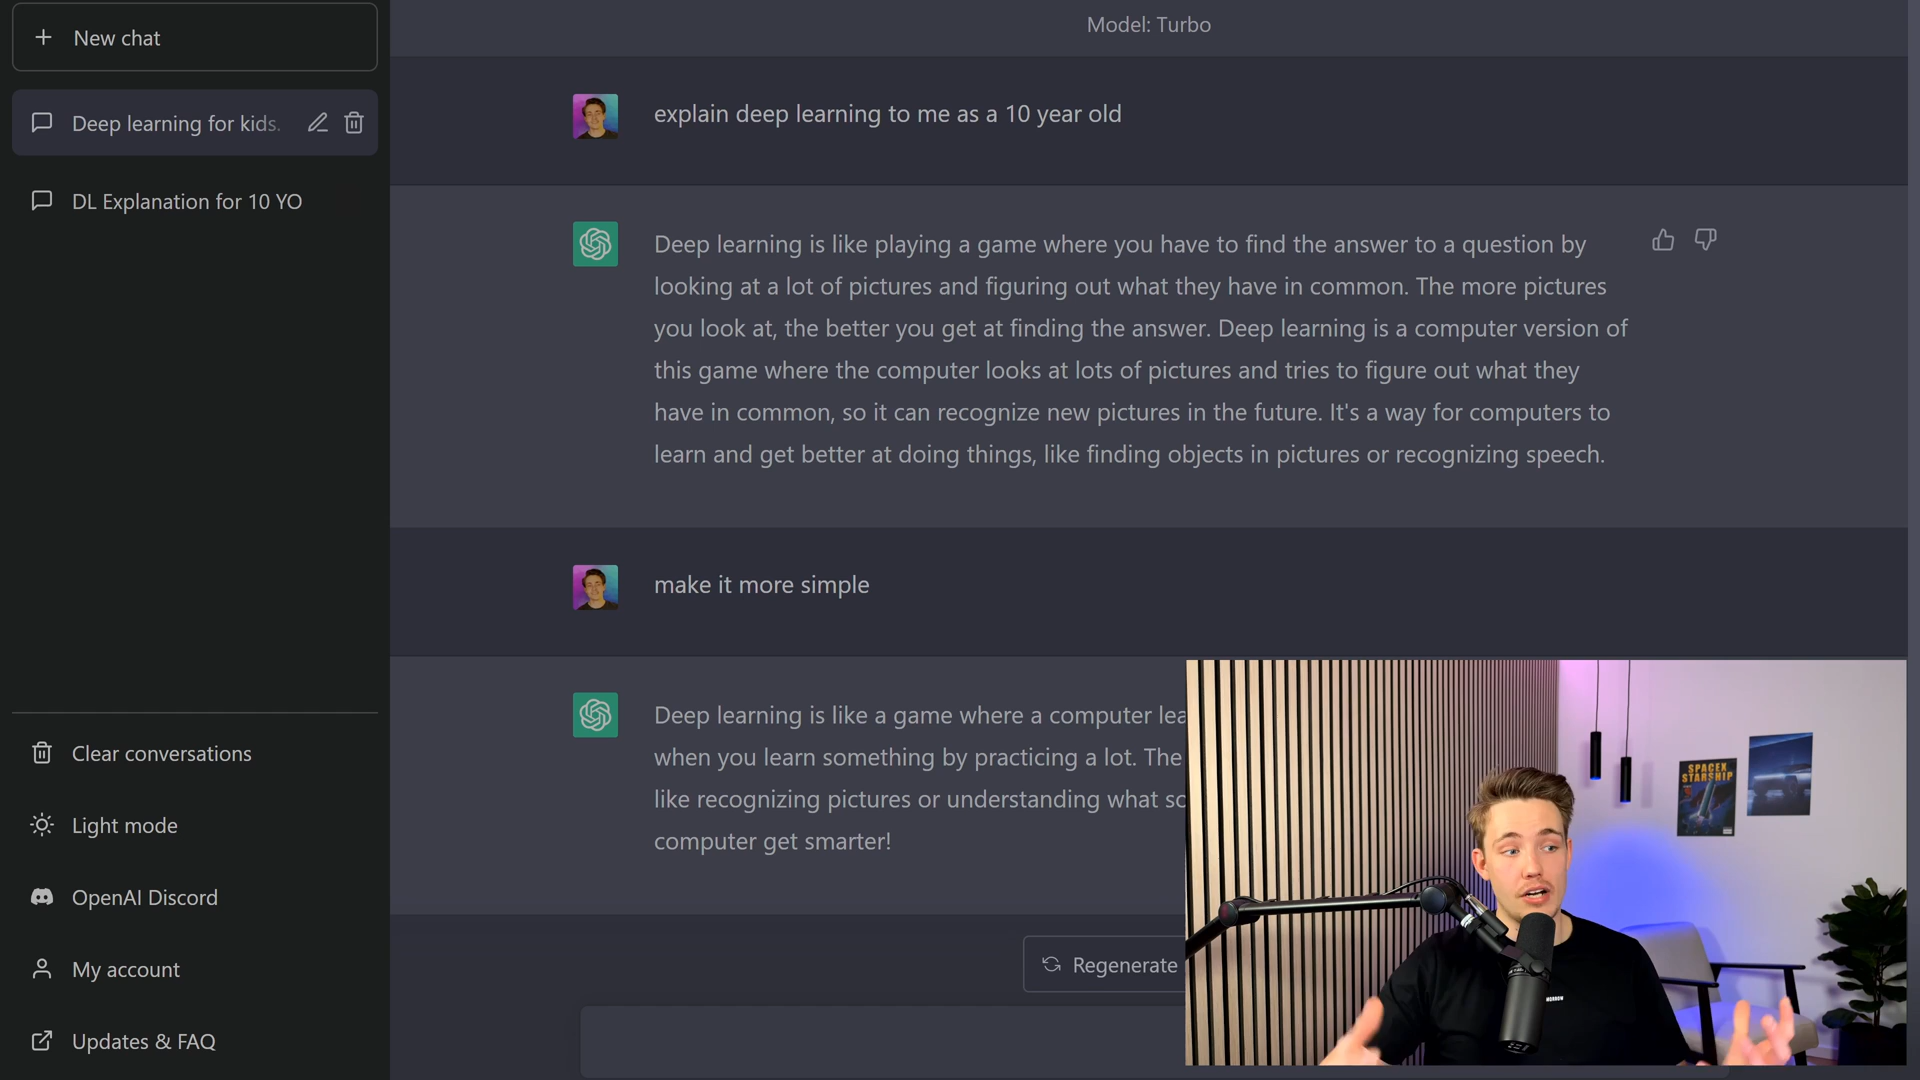 New chat
Deep learning for kids.
DL Explanation for 10 YO
Clear conversations
Light mode
OpenAI Discord
My account
Updates & FAQ
Model: Turbo
explain deep learning to me as a 10 year old
Deep learning is like playing a game where you have to find the answer to a question by
looking at a lot of pictures and figuring out what they have in common. The more pictures
you look at, the better you get at finding the answer. Deep learning is a computer version of
this game where the computer looks at lots of pictures and tries to figure out what they
have in common, so it can recognize new pictures in the future. It's a way for computers to
learn and get better at doing things, like finding objects in pictures or recognizing speech.
make it more simple
Deep learning is like a game where a computer lea
when you learn something by practicing a lot. The
like recognizing pictures or understanding what so
computer get smarter!
Regenerate
SPACEX
STARSHIP